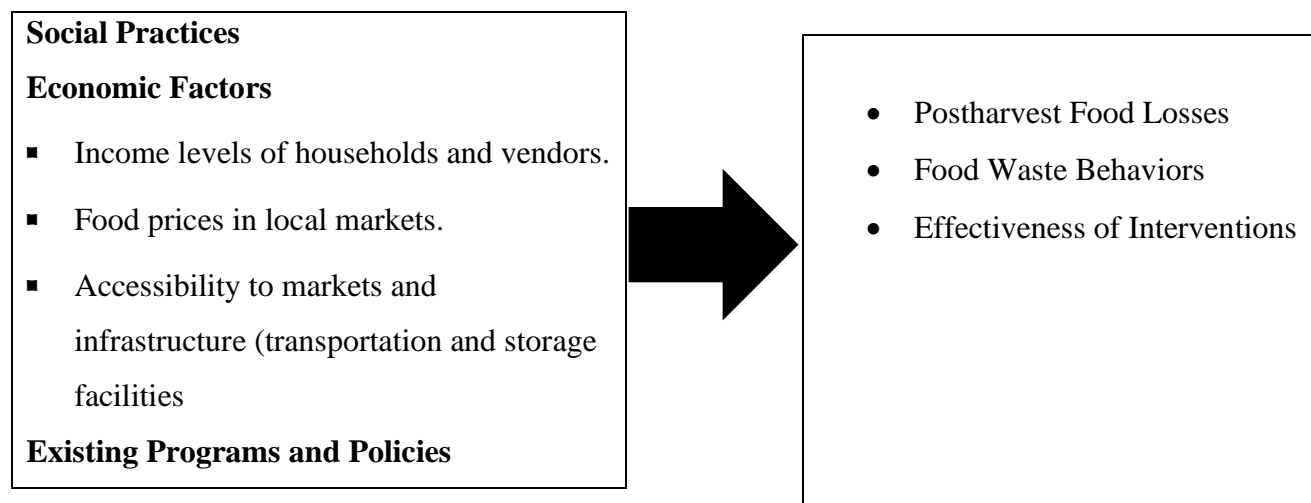 Social Practices
Economic Factors
▪ Income levels of households and vendors.
▪ Food prices in local markets.
▪ Accessibility to markets and
infrastructure (transportation and storage
facilities
Existing Programs and Policies
• Postharvest Food Losses
• Food Waste Behaviors
• Effectiveness of Interventions